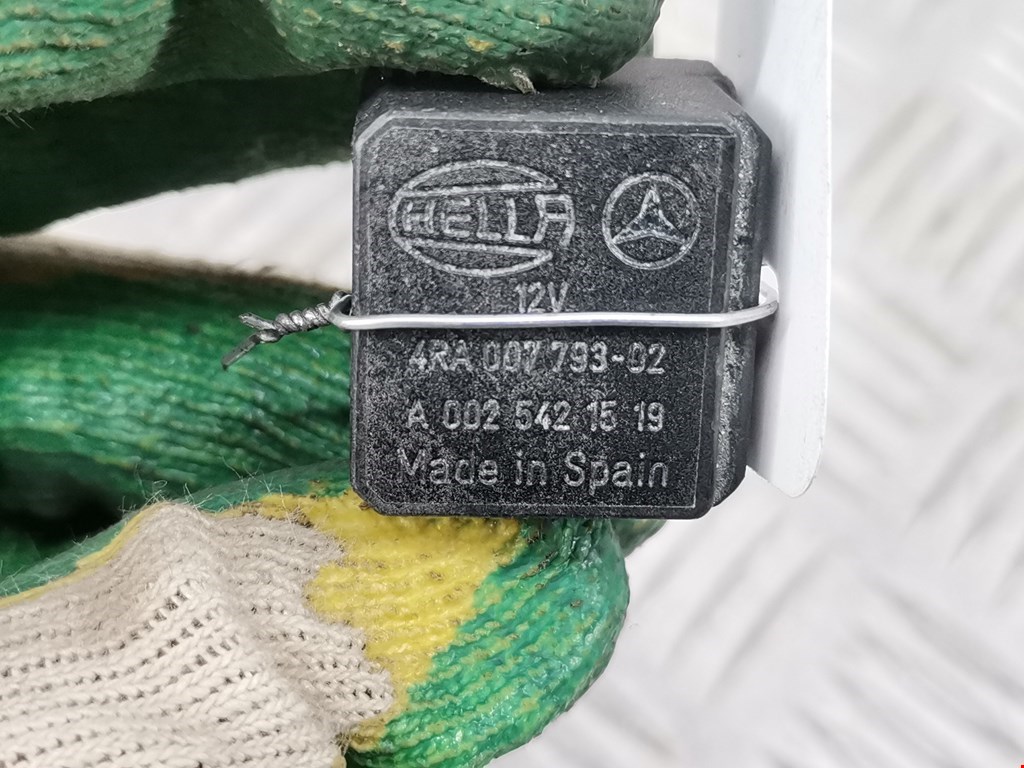 HELLA
12V
4RA 007 793-02
A 002 542 15 19
Made in Spain